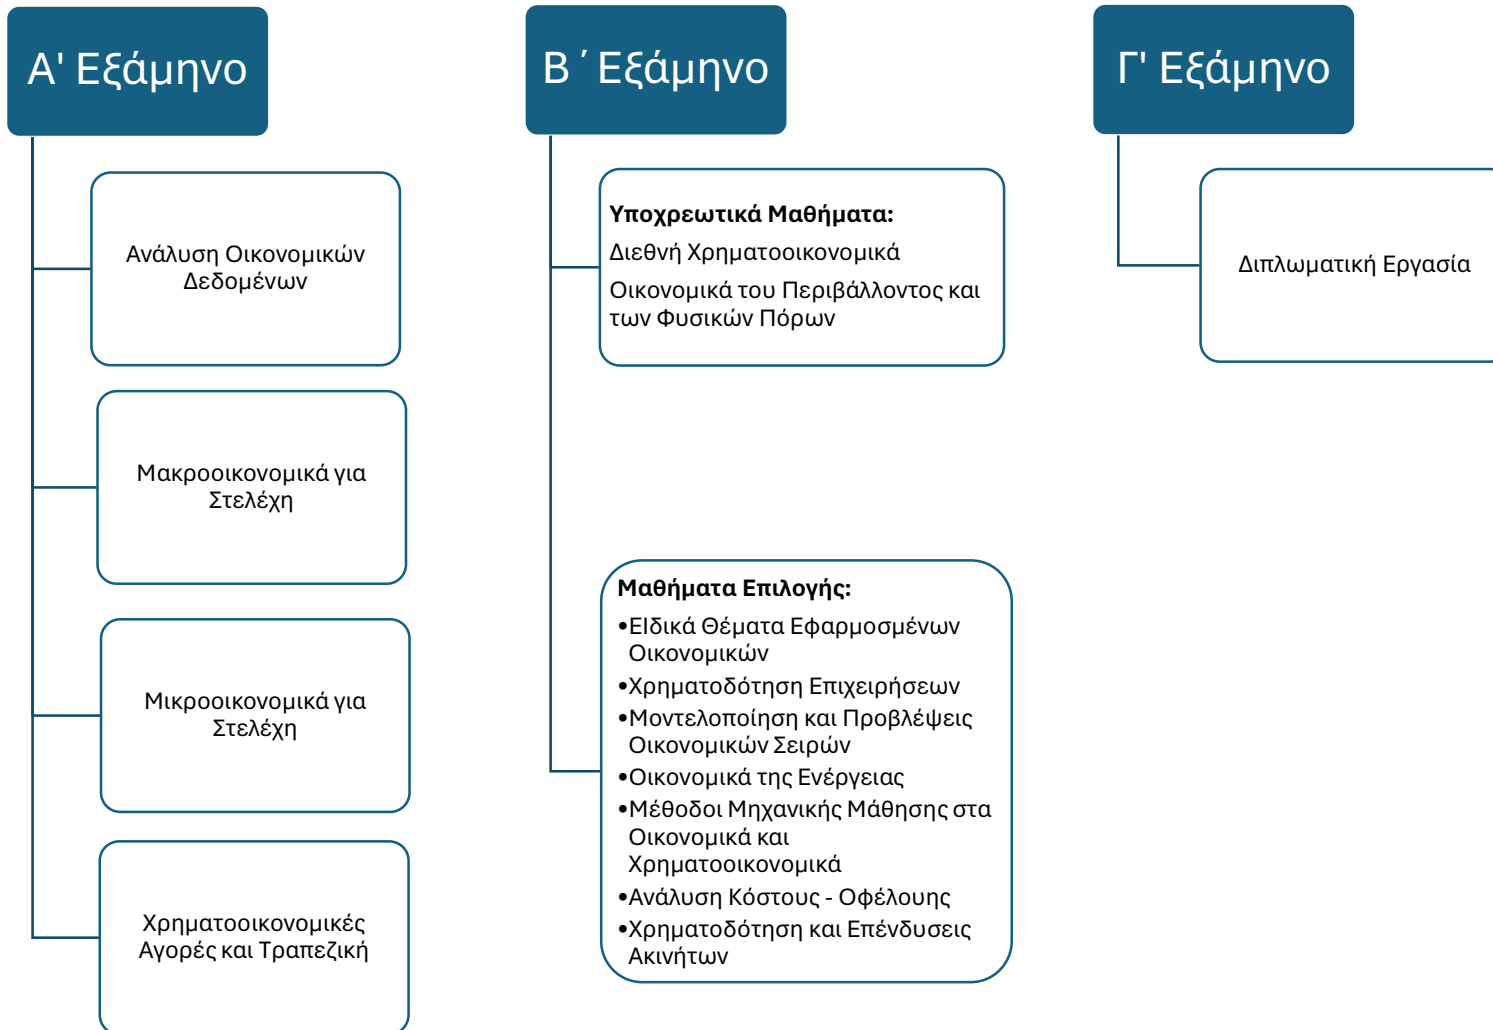 Α' Εξάμηνο
Ανάλυση Οικονομικών
Δεδομένων
Μακροοικονομικά για
Στελέχη
Μικροοικονομικά για
Στελέχη
Χρηματοοικονομικές
Αγορές και Τραπεζική
Β ΄ Εξάμηνο
Υποχρεωτικά Μαθήματα:
Διεθνή Χρηματοοικονομικά
Οικονομικά του Περιβάλλοντος και
των Φυσικών Πόρων
Μαθήματα Επιλογής:
•ΕΙδικά Θέματα Εφαρμοσμένων
Οικονομικών
•Χρηματοδότηση Επιχειρήσεων
•Μοντελοποίηση και Προβλέψεις
Οικονομικών Σειρών
•Οικονομικά της Ενέργειας
•Μέθοδοι Μηχανικής Μάθησης στα
Οικονομικά και
Χρηματοοικονομικά
•Ανάλυση Κόστους - Οφέλουης
•Χρηματοδότηση και Επένδυσεις
Ακινήτων
Γ' Εξάμηνο
Διπλωματική Εργασία